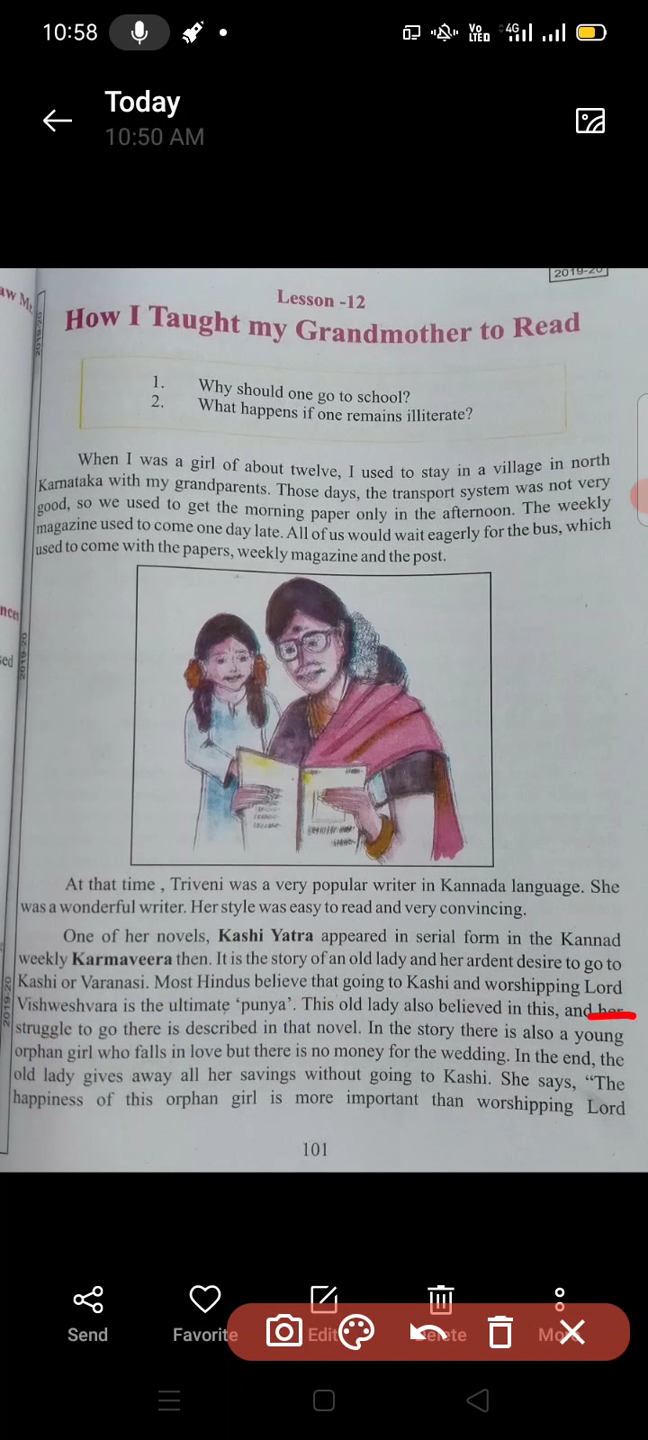 10:58
Vo LTED 4G
Today
10:50 AM
2019-20
aw M
2019-20
Lesson -12
How I Taught my Grandmother to Read
1. Why should one go to school?
2. What happens if one remains illiterate?
When I was a girl of about twelve, I used to stay in a village in north
Karnataka with my grandparents. Those days, the transport system was not very
good, so we used to get the morning paper only in the afternoon. The weekly
magazine used to come one day late. All of us would wait eagerly for the bus, which
used to come with the papers, weekly magazine and the post.
nces
sed
2019-20
At that time , Triveni was a very popular writer in Kannada language. She
was a wonderful writer. Her style was easy to read and very convincing.
One of her novels, Kashi Yatra appeared in serial form in the Kannad
weekly Karmaveera then. It is the story of an old lady and her ardent desire to go to
Kashi or Varanasi. Most Hindus believe that going to Kashi and worshipping Lord
Vishweshvara is the ultimate 'punya'. This old lady also believed in this, and her
struggle to go there is described in that novel. In the story there is also a young
orphan girl who falls in love but there is no money for the wedding. In the end, the
old lady gives away all her savings without going to Kashi. She says, “The
happiness of this orphan girl is more important than worshipping Lord
2019-20
101
Send Favorite Edit Delete More